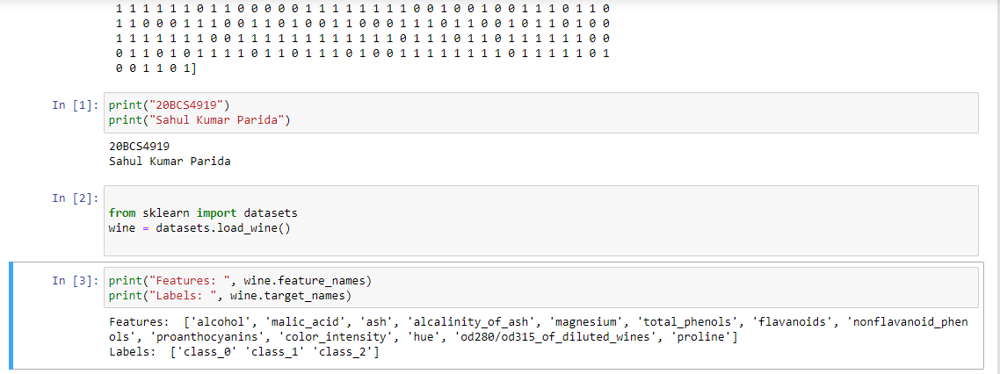 1 1 1 1 1 1 0 1 1 0 0 0 0 0 1 1 1 1 1 1 1 1 0 0 1 0 0 1 0 0 1 1 1 0 1 1 0
1 1 0 0 0 1 1 1 0 0 1 1 0 1 0 0 1 1 0 0 0 1 1 1 0 1 1 0 0 1 0 1 1 0 1 0 0
1 1 1 1 1 1 1 0 0 1 1 1 1 1 1 1 1 1 1 1 1 0 1 1 1 0 1 1 0 1 1 1 1 1 1 0 0
0 1 1 0 1 0 1 1 1 1 0 1 1 0 1 1 1 0 1 0 0 1 1 1 1 1 1 1 1 0 1 1 1 1 1 0 1
0 0 1 1 0 1]
In [1]: print("20BCS4919")
print("Sahul Kumar Parida")
20BCS4919
Sahul Kumar Parida
In [2]:
from sklearn import datasets
wine = datasets.load_wine()
In [3]: print("Features: ", wine.feature_names)
print("Labels: ", wine.target_names)
Features:  ['alcohol', 'malic_acid', 'ash', 'alcalinity_of_ash', 'magnesium', 'total_phenols', 'flavanoids', 'nonflavanoid_phen
ols', 'proanthocyanins', 'color_intensity', 'hue', 'od280/od315_of_diluted_wines', 'proline']
Labels:  ['class_0' 'class_1' 'class_2']